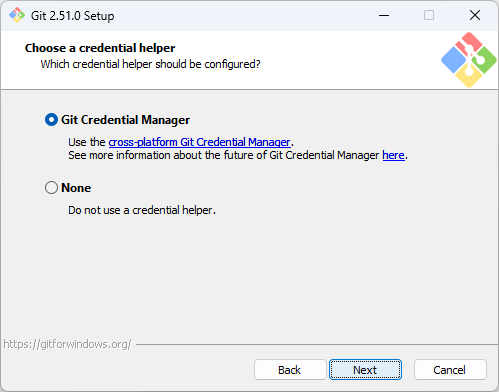 Git 2.51.0 Setup
Choose a credential helper
Which credential helper should be configured?
Git Credential Manager
Use the cross-platform Git Credential Manager.
See more information about the future of Git Credential Manager here.
None
Do not use a credential helper.
https://gitforwindows.org/
Back Next Cancel